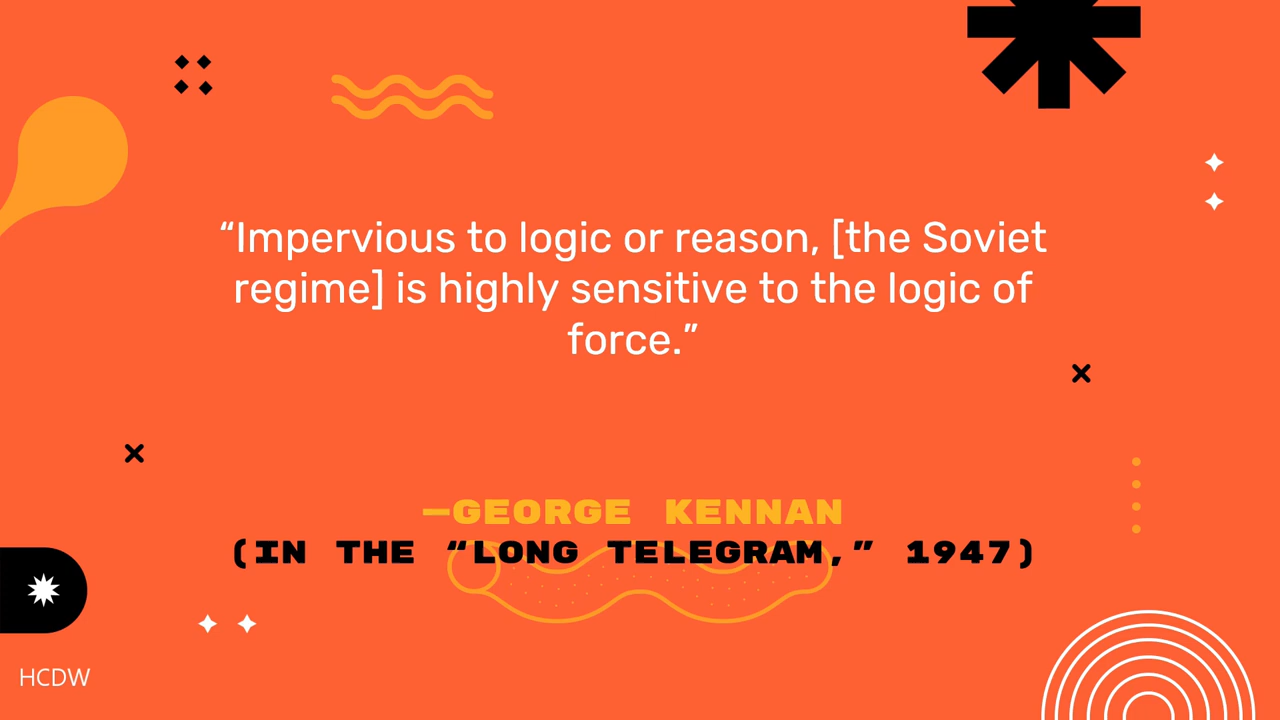 “Impervious to logic or reason, [the Soviet
regime] is highly sensitive to the logic of
force.”
—GEORGE KENNAN
(IN THE “LONG TELEGRAM,” 1947)
HCDW